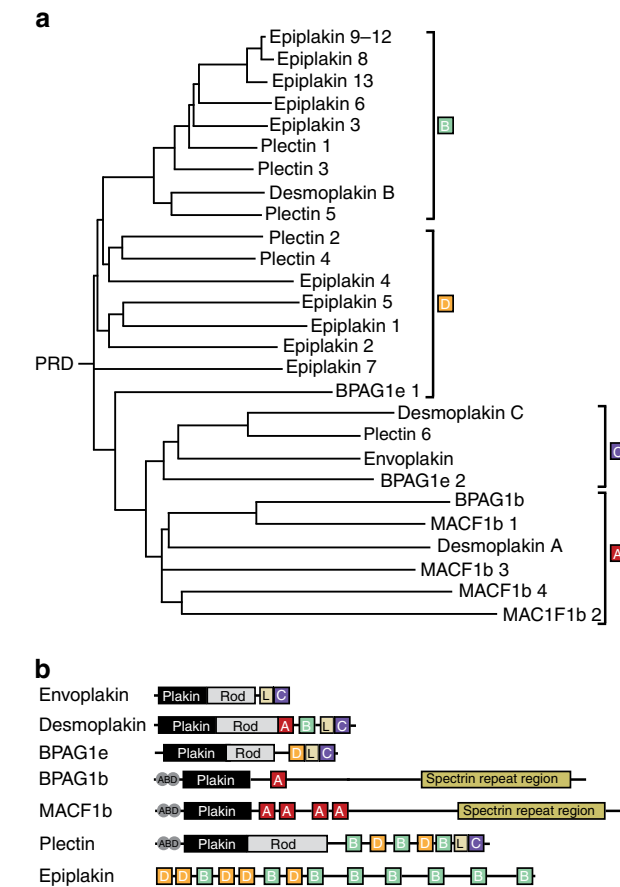 a
Epiplakin 9–12
Epiplakin 8
Epiplakin 13
Epiplakin 6
Epiplakin 3
B
Plectin 1
Plectin 3
Desmoplakin B
Plectin 5
Plectin 2
Plectin 4
Epiplakin 4
Epiplakin 5
D
Epiplakin 1
Epiplakin 2
PRD
Epiplakin 7
BPAG1e 1
Desmoplakin C
Plectin 6
C
Envoplakin
BPAG1e 2
BPAG1b
MACF1b 1
Desmoplakin A
A
MACF1b 3
MACF1b 4
MAC1F1b 2
b
Envoplakin Plakin Rod L C
Desmoplakin Plakin Rod A B L C
BPAG1e Plakin Rod D L C
BPAG1b ABD Plakin A Spectrin repeat region
MACF1b ABD Plakin A A A A Spectrin repeat region
Plectin ABD Plakin Rod B D B D B L C
Epiplakin D D B D D B D B B B B B B